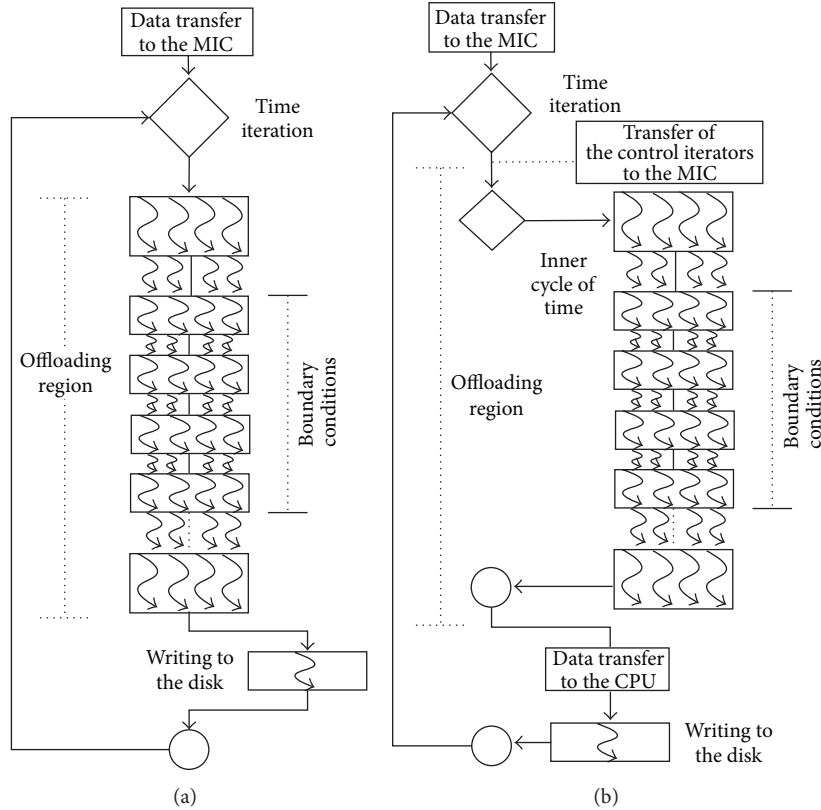 Data transfer
to the MIC
Time
iteration
Offloading
region
Boundary
conditions
Writing to
the disk
(a)
Data transfer
to the MIC
Time
iteration
Transfer of
the control iterators
to the MIC
Inner
cycle of
time
Offloading
region
Boundary
conditions
Data transfer
to the CPU
Writing to
the disk
(b)